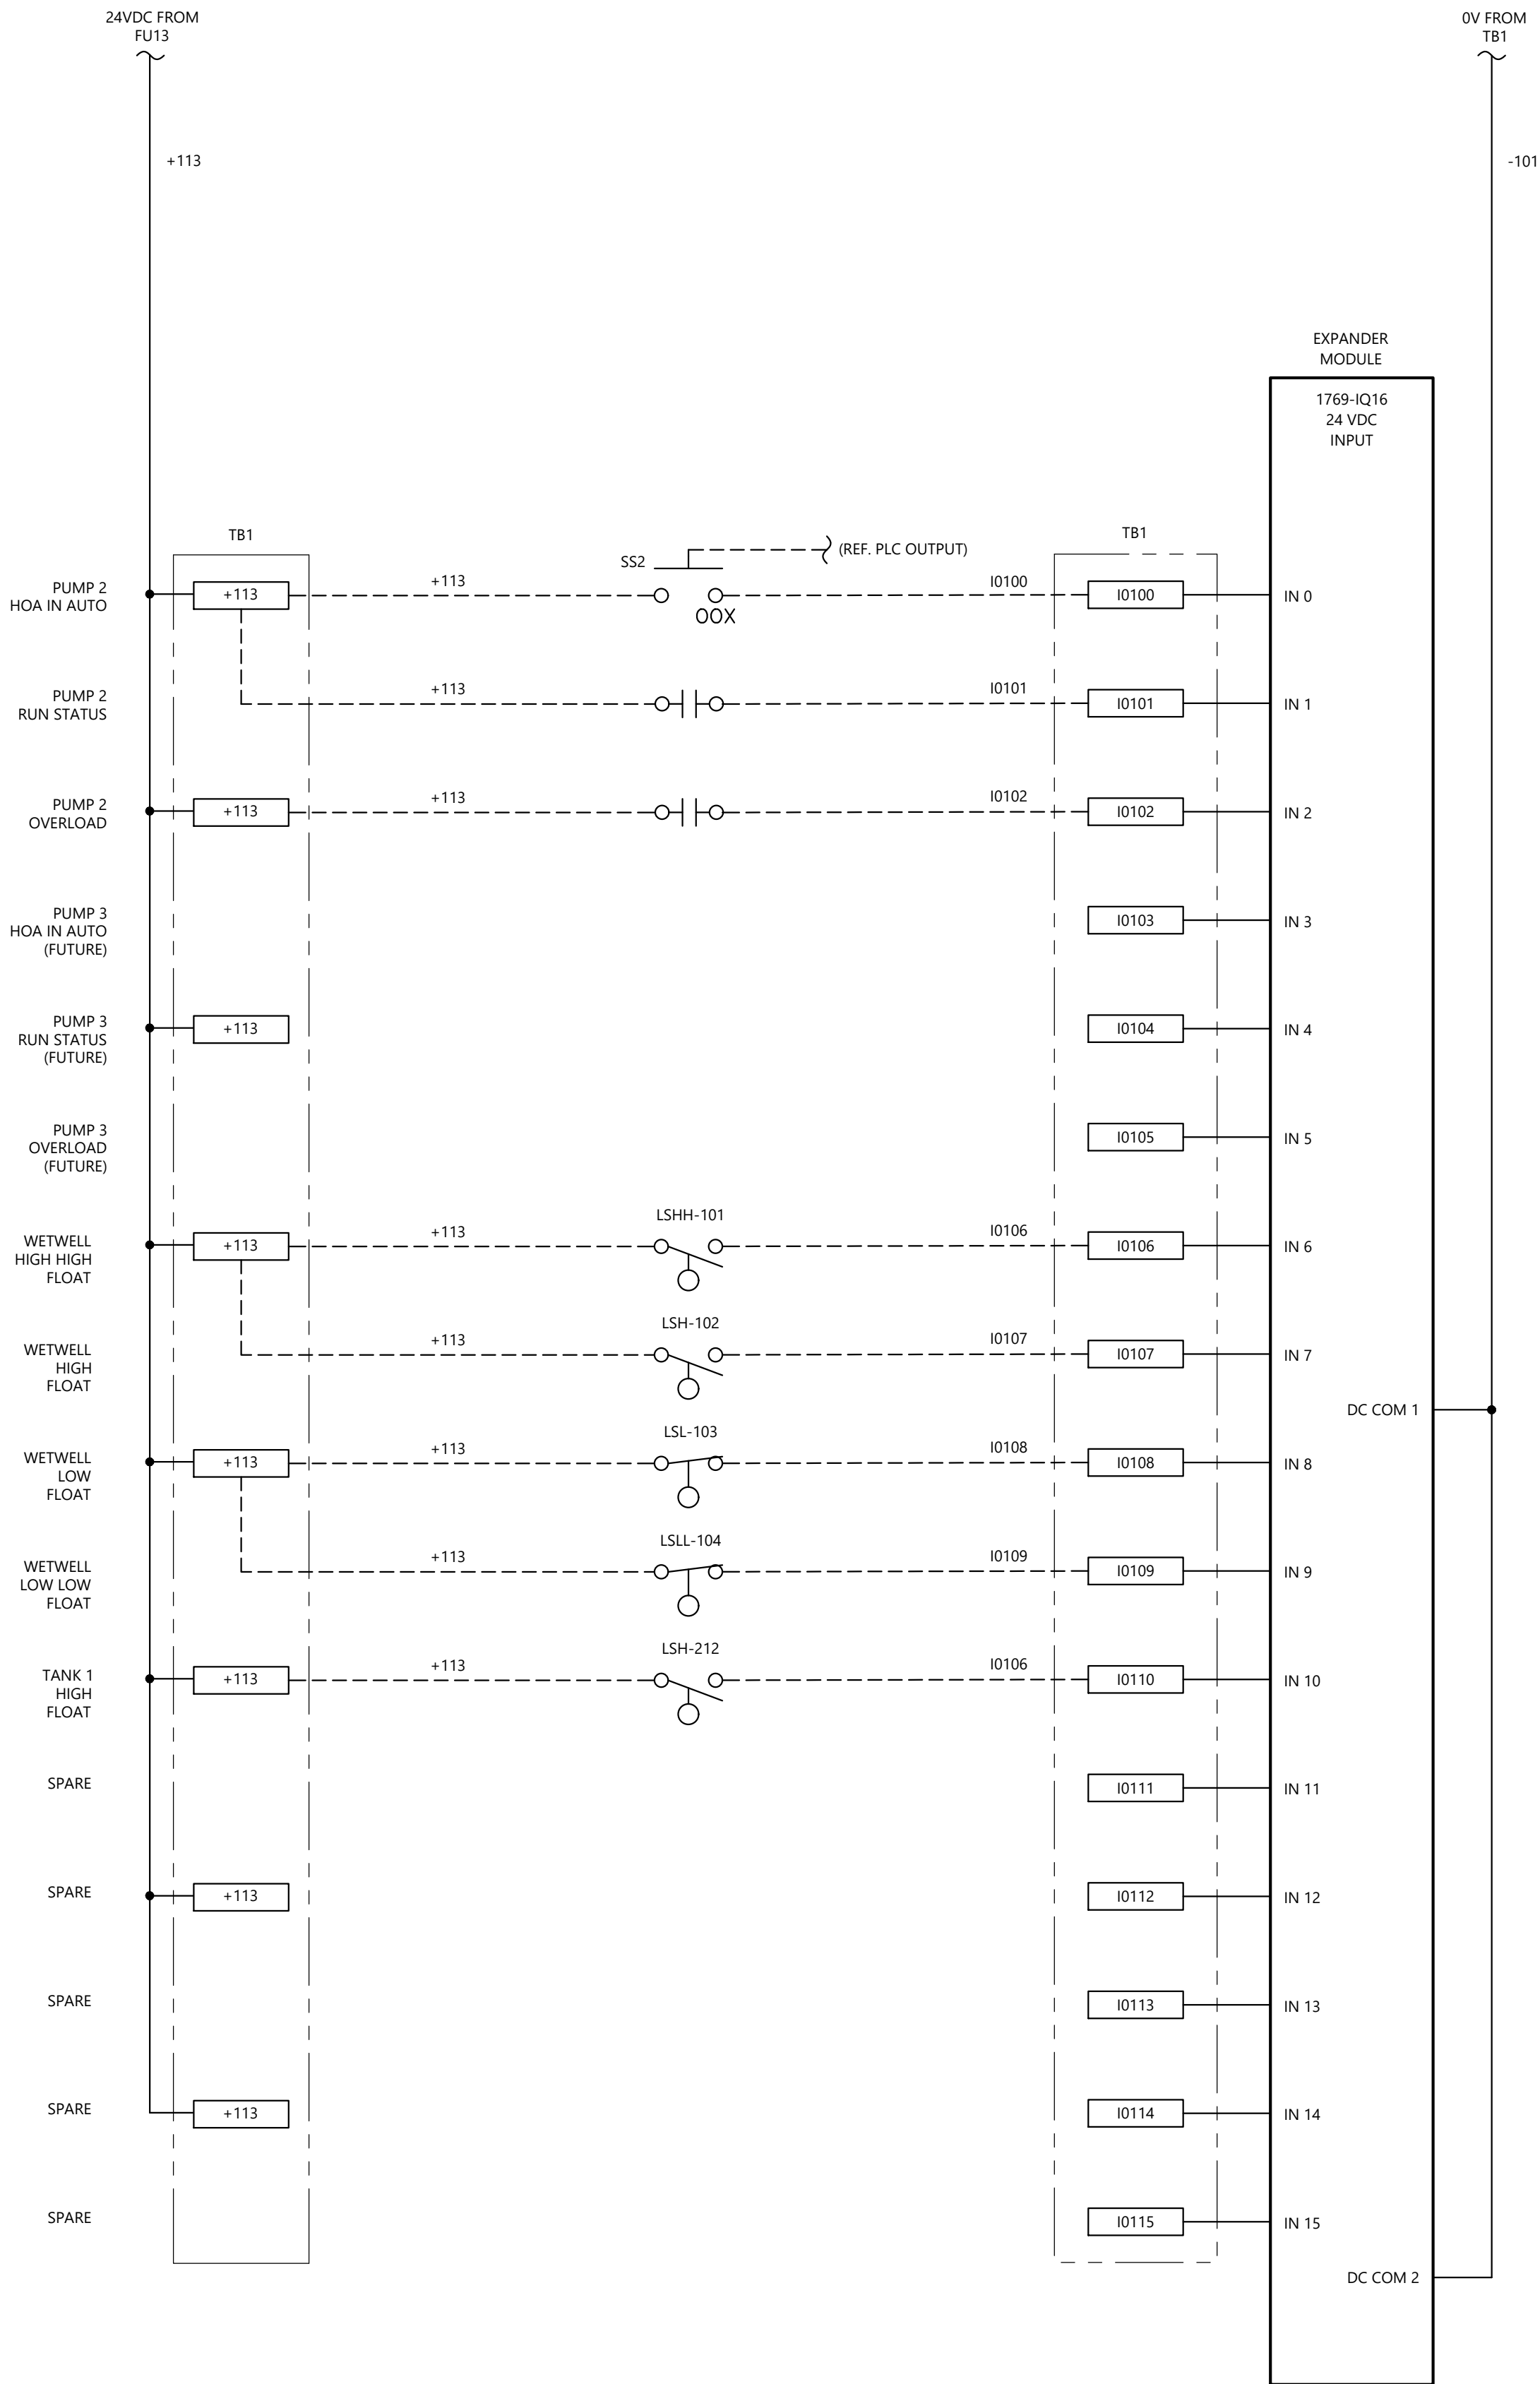 24VDC FROM
FU13
0V FROM
TB1
+113
-101
EXPANDER
MODULE
1769-IQ16
24 VDC
INPUT
TB1
TB1
SS2
(REF. PLC OUTPUT)
PUMP 2
HOA IN AUTO
+113
+113
OOX
I0100
I0100
IN 0
PUMP 2
RUN STATUS
+113
I0101
I0101
IN 1
PUMP 2
OVERLOAD
+113
+113
I0102
I0102
IN 2
PUMP 3
HOA IN AUTO
(FUTURE)
I0103
IN 3
PUMP 3
RUN STATUS
(FUTURE)
+113
I0104
IN 4
PUMP 3
OVERLOAD
(FUTURE)
I0105
IN 5
WETWELL
HIGH HIGH
FLOAT
+113
+113
LSHH-101
I0106
I0106
IN 6
WETWELL
HIGH
FLOAT
+113
LSH-102
I0107
I0107
IN 7
DC COM 1
WETWELL
LOW
FLOAT
+113
+113
LSL-103
I0108
I0108
IN 8
WETWELL
LOW LOW
FLOAT
+113
LSLL-104
I0109
I0109
IN 9
TANK 1
HIGH
FLOAT
+113
+113
LSH-212
I0106
I0110
IN 10
SPARE
I0111
IN 11
SPARE
+113
I0112
IN 12
SPARE
I0113
IN 13
SPARE
+113
I0114
IN 14
SPARE
I0115
IN 15
DC COM 2